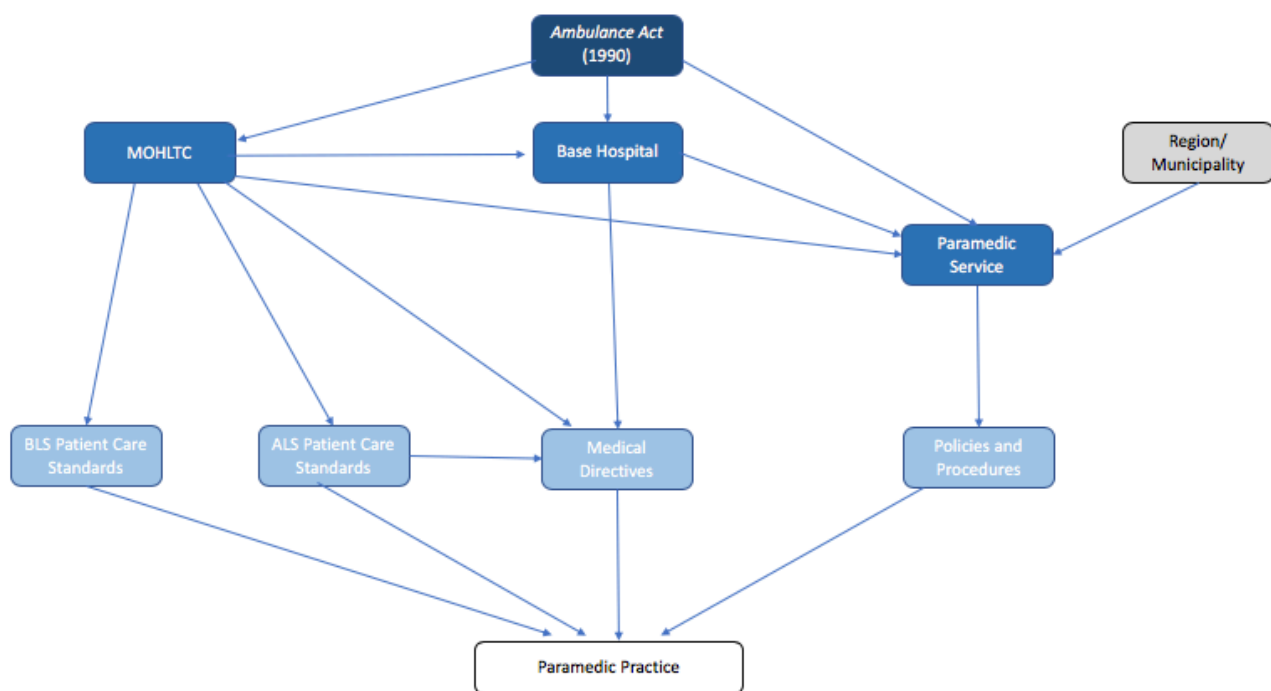 Ambulance Act
(1990)
MOHLTC
Base Hospital
Region/
Municipality
Paramedic
Service
BLS Patient Care
Standards
ALS Patient Care
Standards
Medical
Directives
Policies and
Procedures
Paramedic Practice